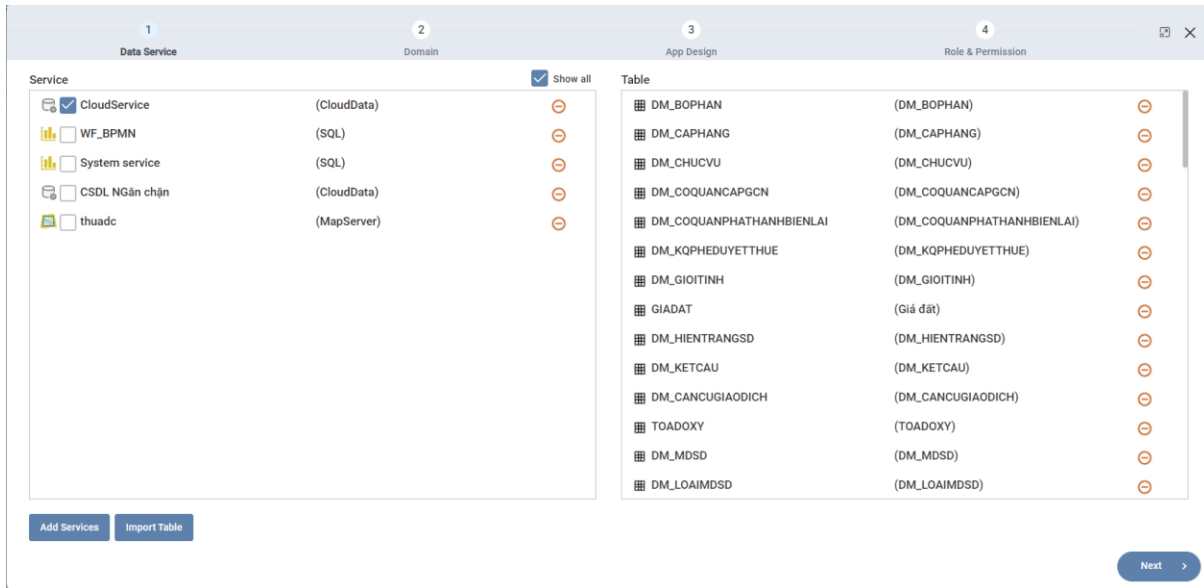 1 2 3 4
Data Service Domain App Design Role & Permission
Service Show all
CloudService (CloudData)
WF_BPMN (SQL)
System service (SQL)
CSDL NGăn chặn (CloudData)
thuadc (MapServer)
Table
DM_BOPHAN (DM_BOPHAN)
DM_CAPHANG (DM_CAPHANG)
DM_CHUCVU (DM_CHUCVU)
DM_COQUANCAPGCN (DM_COQUANCAPGCN)
DM_COQUANPHATHANHBIENLAI (DM_COQUANPHATHANHBIENLAI)
DM_KQPHEDUYETTHUE (DM_KQPHEDUYETTHUE)
DM_GIOITINH (DM_GIOITINH)
GIADAT (Giá đất)
DM_HIENTRANGSD (DM_HIENTRANGSD)
DM_KETCAU (DM_KETCAU)
DM_CANCUGIAODICH (DM_CANCUGIAODICH)
TOADOXY (TOADOXY)
DM_MDSD (DM_MDSD)
DM_LOAIMDSD (DM_LOAIMDSD)
Add Services Import Table
Next